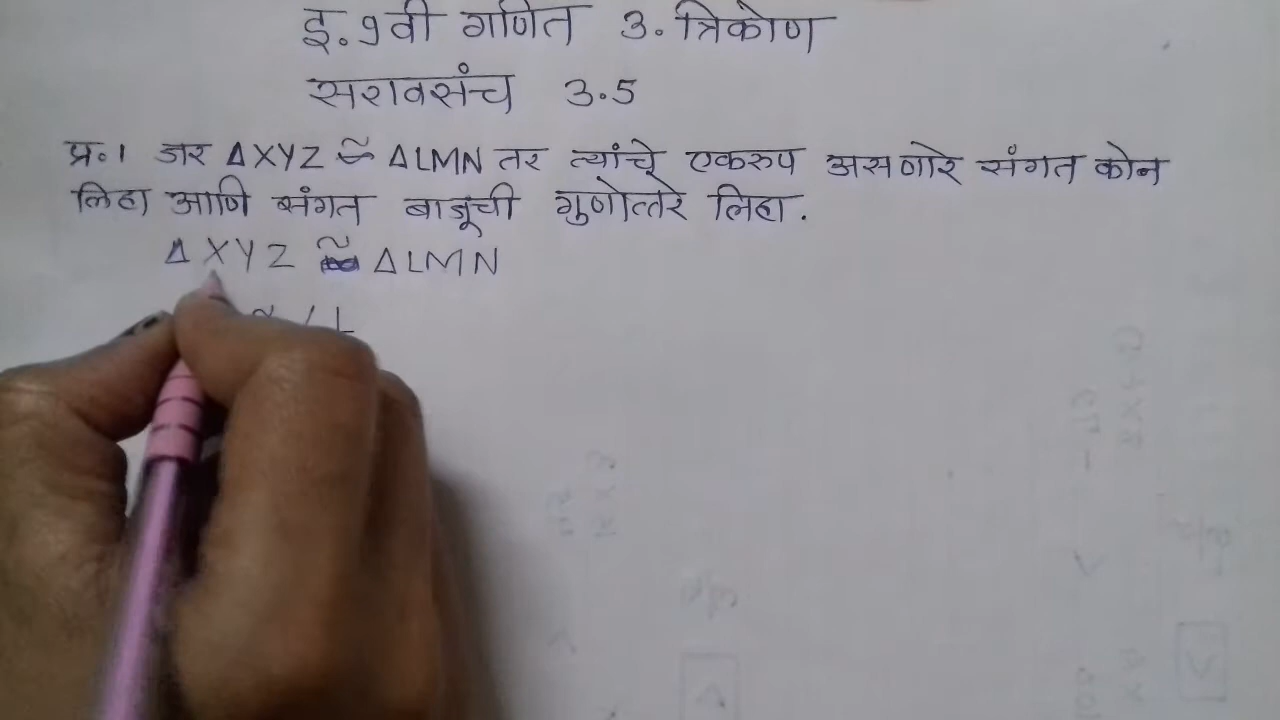 इ. 9वी गणित 3. त्रिकोण
सरावसंच 3.5
प्र.1 जर ΔXYZ ≅ ΔLMN तर त्यांचे एकरुप असणारे संगत कोन
लिहा आणि संगत बाजूची गुणोत्तरे लिहा.
ΔXYZ ~ ΔLMN
≅ ∠L